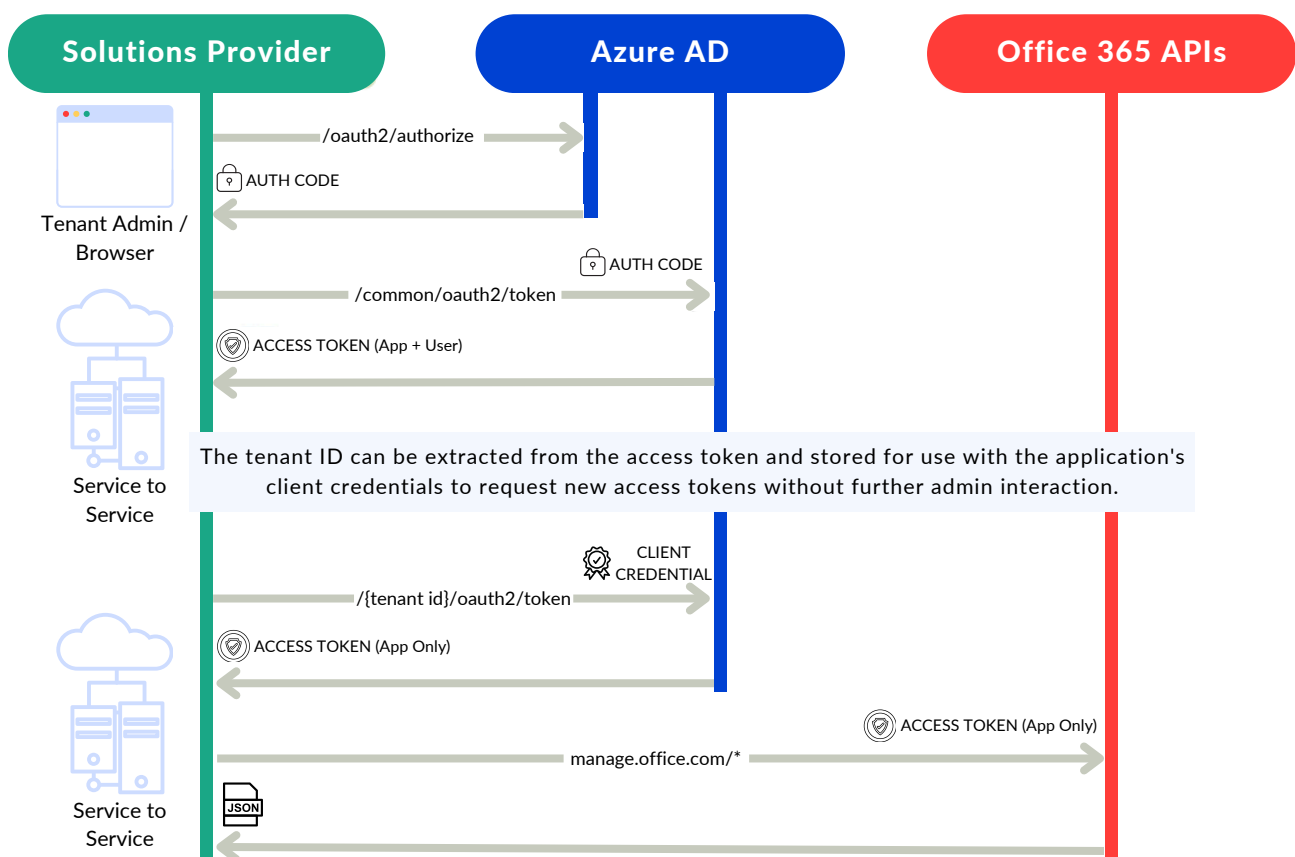 Solutions Provider
Azure AD
Office 365 APIs
/oauth2/authorize
AUTH CODE
Tenant Admin /
Browser
AUTH CODE
/common/oauth2/token
ACCESS TOKEN (App + User)
The tenant ID can be extracted from the access token and stored for use with the application's
client credentials to request new access tokens without further admin interaction.
Service to
Service
CLIENT
CREDENTIAL
/{tenant id}/oauth2/token
ACCESS TOKEN (App Only)
ACCESS TOKEN (App Only)
manage.office.com/*
JSON
Service to
Service